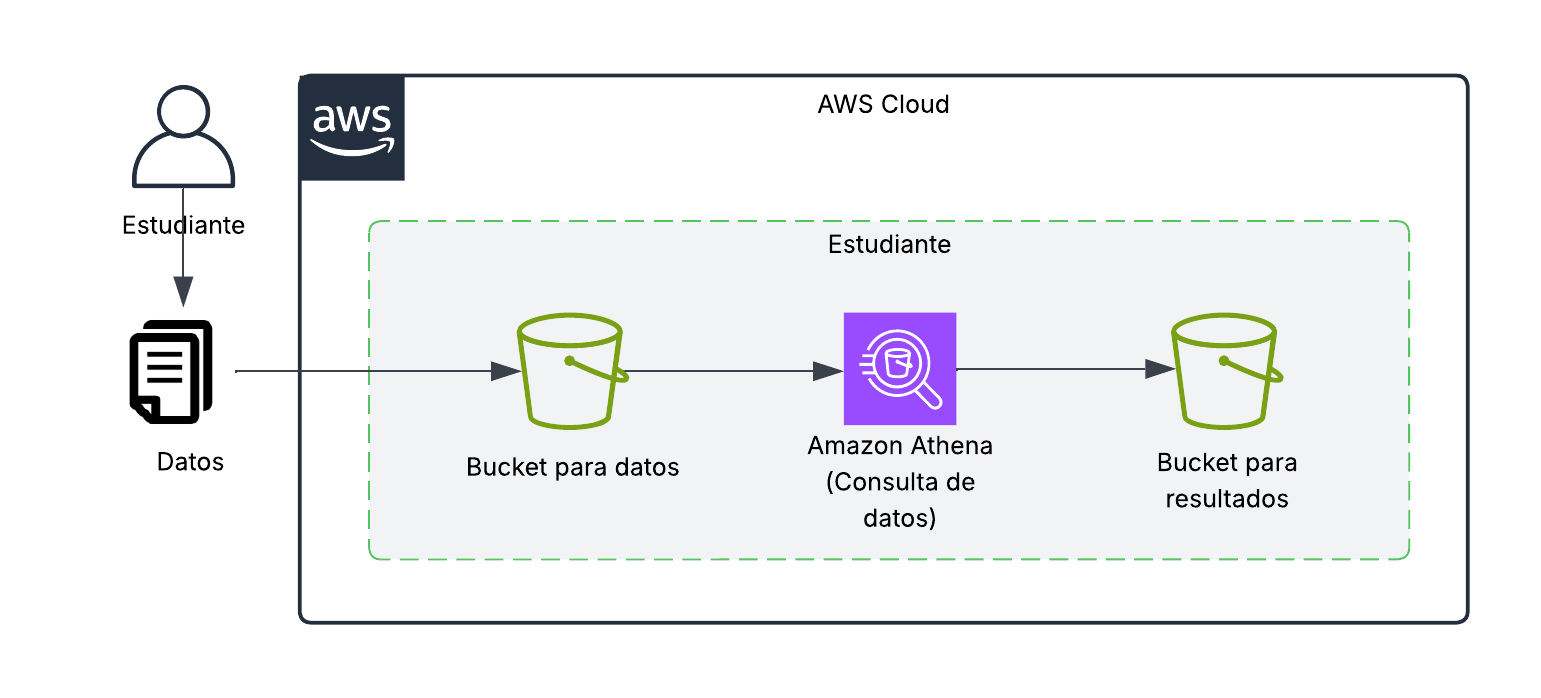 AWS Cloud
aws
Estudiante
Estudiante
Datos
Bucket para datos
Amazon Athena
(Consulta de
datos)
Bucket para
resultados